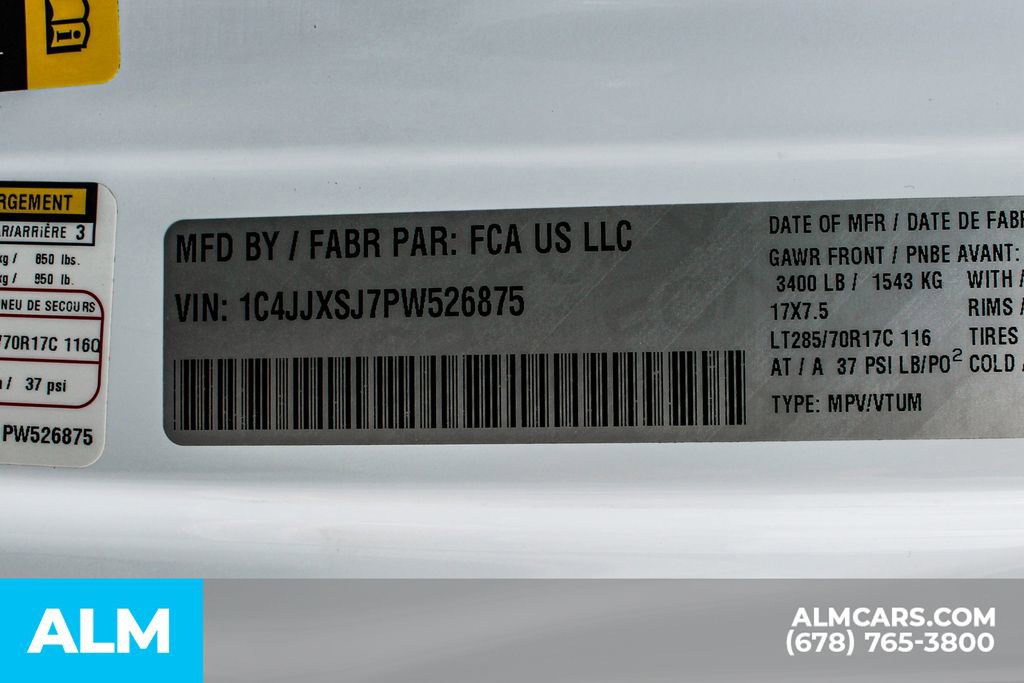 RGEMENT
AR/ARRIÈRE 3
kg / 850 lbs.
kg / 950 lb.
NEU DE SECOURS
/70R17C 116Q
/ 37 psi
PW526875
MFD BY / FABR PAR: FCA US LLC
VIN: 1C4JJXSJ7PW526875
DATE OF MFR / DATE DE FABR
GAWR FRONT / PNBE AVANT:
3400 LB / 1543 KG WITH /
17X7.5 RIMS /
LT285/70R17C 116 TIRES
AT / A 37 PSI LB/PO² COLD
TYPE: MPV/VTUM
ALM
ALMCARS.COM
(678) 765-3800